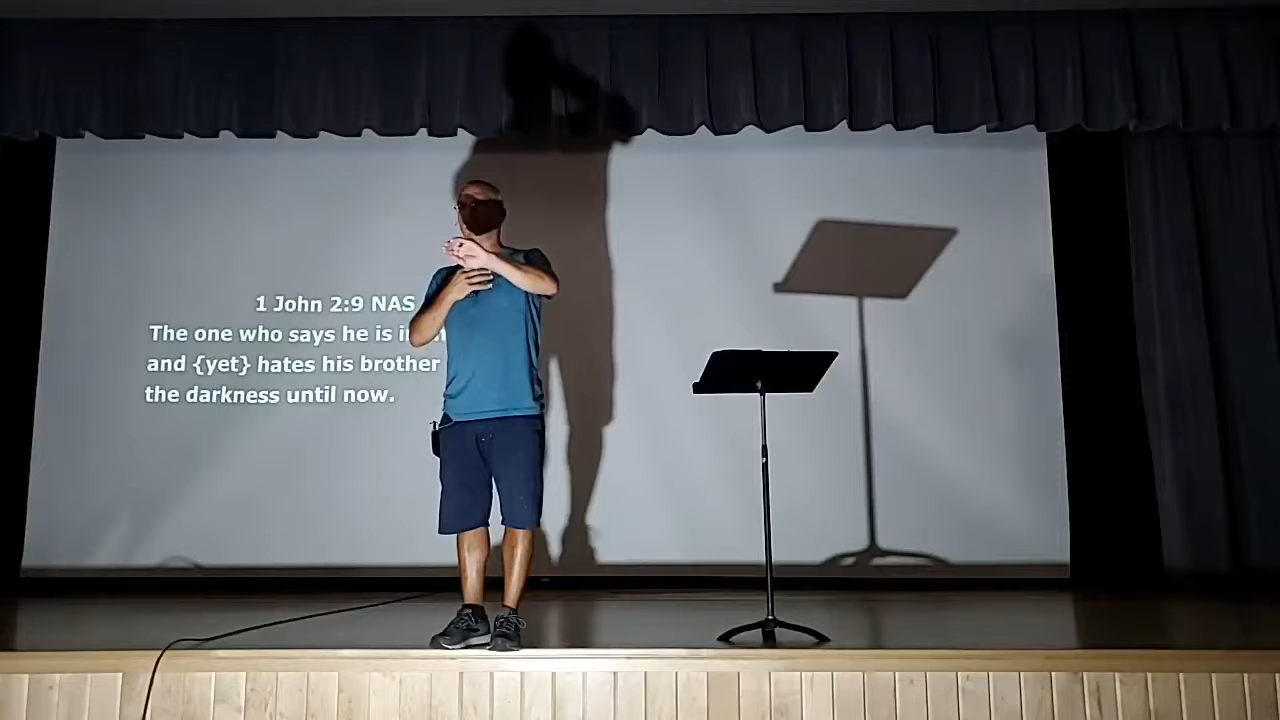 1 John 2:9 NAS
The one who says he is in
and {yet} hates his brother
the darkness until now.